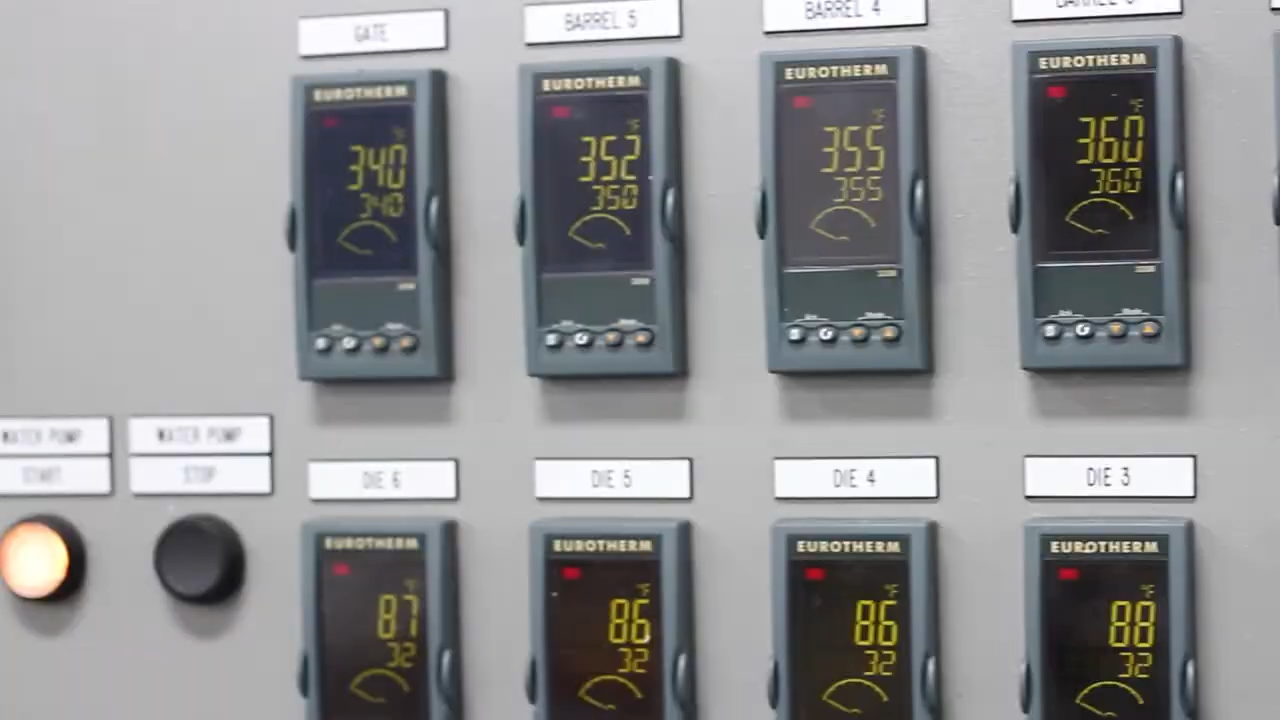 GATE
BARREL 5
BARREL 4
EUROTHERM
EUROTHERM
EUROTHERM
EUROTHERM
°F
°F
°F
°F
340
352
355
360
340
350
355
360
WATER PUMP
WATER PUMP
START
STOP
DIE 6
DIE 5
DIE 4
DIE 3
EUROTHERM
EUROTHERM
EUROTHERM
EUROTHERM
°F
°F
°F
°F
87
86
86
88
32
32
32
32